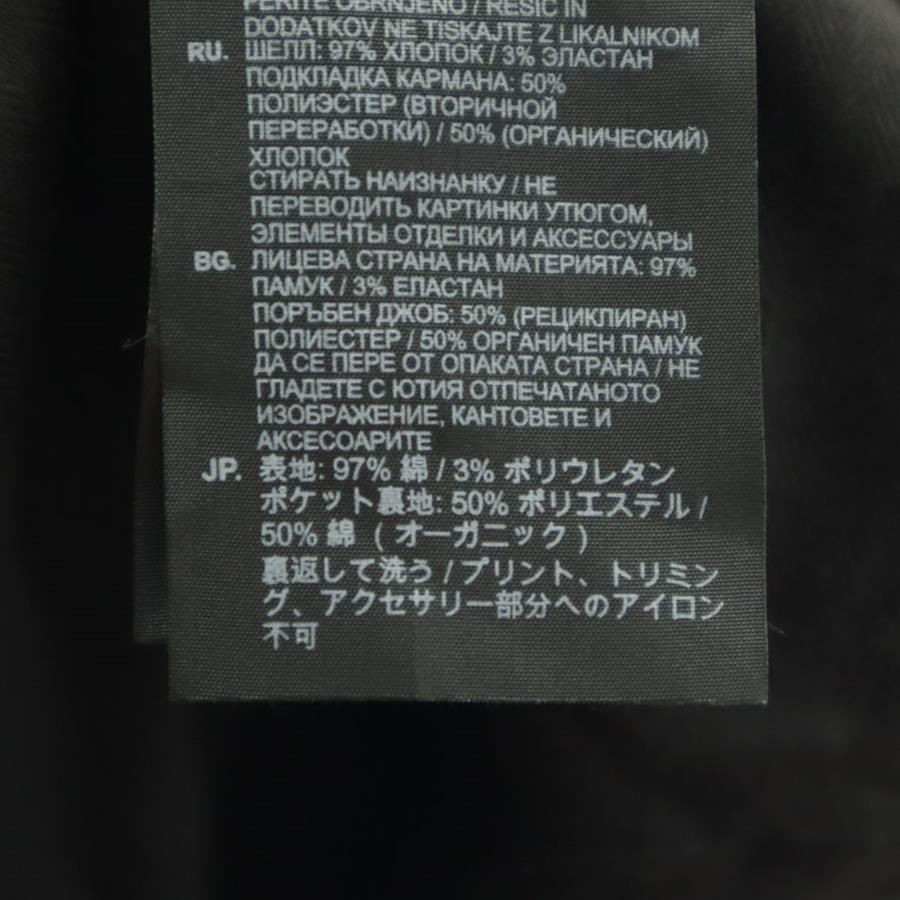 PERITE OBRNJENO / RESIC IN
DODATKOV NE TISKAJTE Z LIKALNIKOM
RU. ШЕЛЛ: 97% ХЛОПОК / 3% ЭЛАСТАН
ПОДКЛАДКА КАРМАНА: 50%
ПОЛИЭСТЕР (ВТОРИЧНОЙ
ПЕРЕРАБОТКИ) / 50% (ОРГАНИЧЕСКИЙ)
ХЛОПОК
СТИРАТЬ НАИЗНАНКУ / НЕ
ПЕРЕВОДИТЬ КАРТИНКИ УТЮГОМ,
ЭЛЕМЕНТЫ ОТДЕЛКИ И АКСЕССУАРЫ
BG. ЛИЦЕВА СТРАНА НА МАТЕРИЯТА: 97%
ПАМУК / 3% ЕЛАСТАН
ПОРЪБЕН ДЖОБ: 50% (РЕЦИКЛИРАН)
ПОЛИЕСТЕР / 50% ОРГАНИЧЕН ПАМУК
ДА СЕ ПЕРЕ ОТ ОПАКАТА СТРАНА / НЕ
ГЛАДЕТЕ С ЮТИЯ ОТПЕЧАТАНОТО
ИЗОБРАЖЕНИЕ, КАНТОВЕТЕ И
АКСЕСОАРИТЕ
JP. 表地: 97% 綿 / 3% ポリウレタン
ポケット裏地: 50% ポリエステル /
50% 綿 ( オーガニック )
裏返して洗う / プリント、トリミン
グ、アクセサリー部分へのアイロン
不可